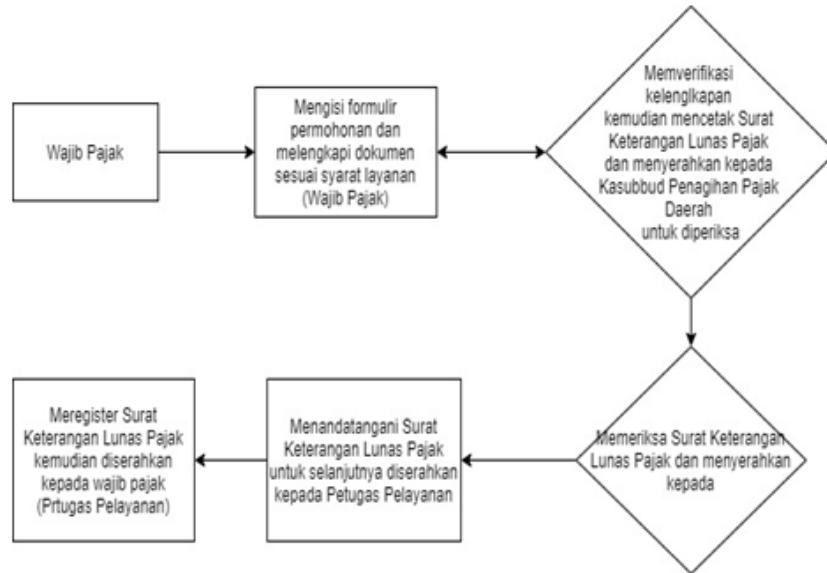 Wajib Pajak
Mengisi formulir
permohonan dan
melengkapi dokumen
sesuai syarat layanan
(Wajib Pajak)
Memverifikasi
kelenglkapan
kemudian mencetak Surat
Keterangan Lunas Pajak
dan menyerahkan kepada
Kasubbud Penagihan Pajak
Daerah
untuk diperiksa
Memeriksa Surat Keterangan
Lunas Pajak dan menyerahkan
kepada
Menandatangani Surat
Keterangan Lunas Pajak
untuk selanjutnya diserahkan
kepada Petugas Pelayanan
Meregister Surat
Keterangan Lunas Pajak
kemudian diserahkan
kepada wajib pajak
(Prtugas Pelayanan)